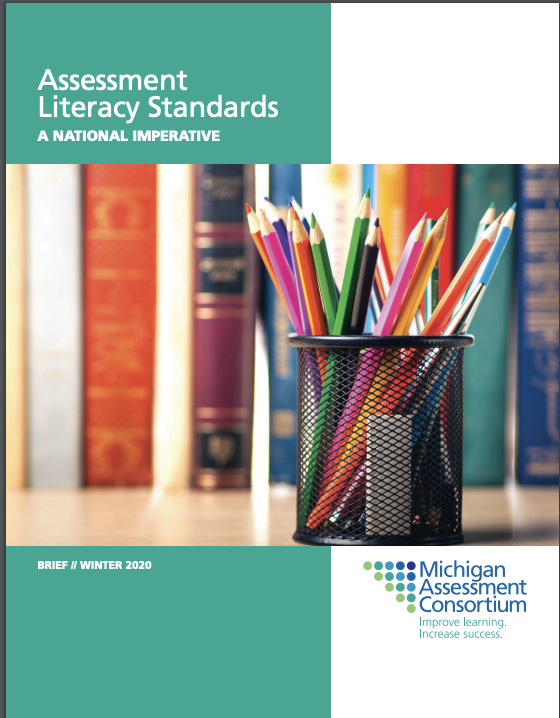 Assessment
Literacy Standards
A NATIONAL IMPERATIVE
BRIEF // WINTER 2020
Michigan
Assessment
Consortium
Improve learning.
Increase success.